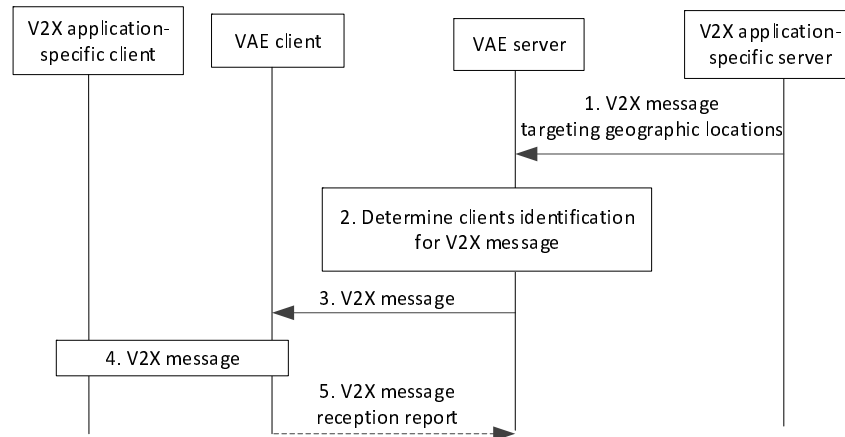 V2X application-
specific client
VAE client
VAE server
V2X application-
specific server
1. V2X message
targeting geographic locations
2. Determine clients identification
for V2X message
3. V2X message
4. V2X message
5. V2X message
reception report